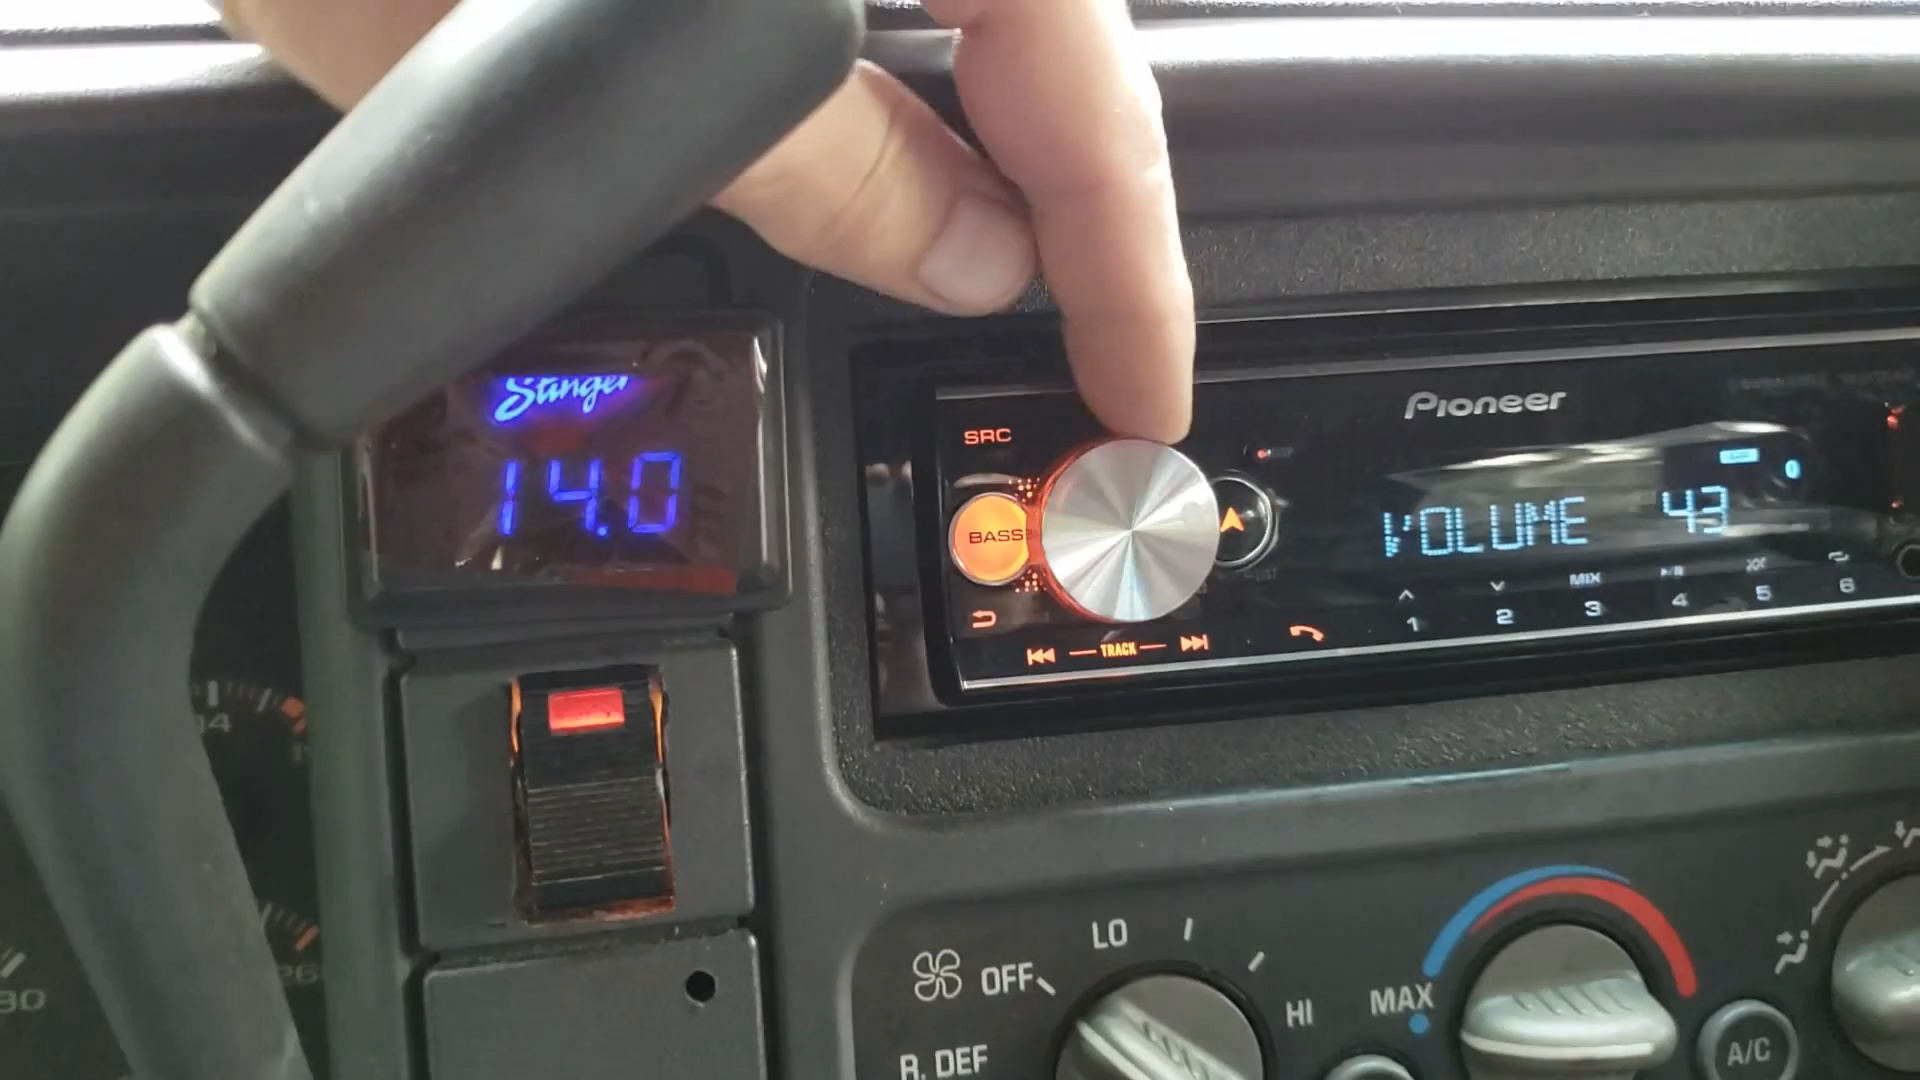 Stinger
14.0
SRC
BASS
TRACK
Pioneer
VOLUME 43
MIX
1 2 3 4 5 6
LO
OFF
HI
R. DEF
MAX
A/C